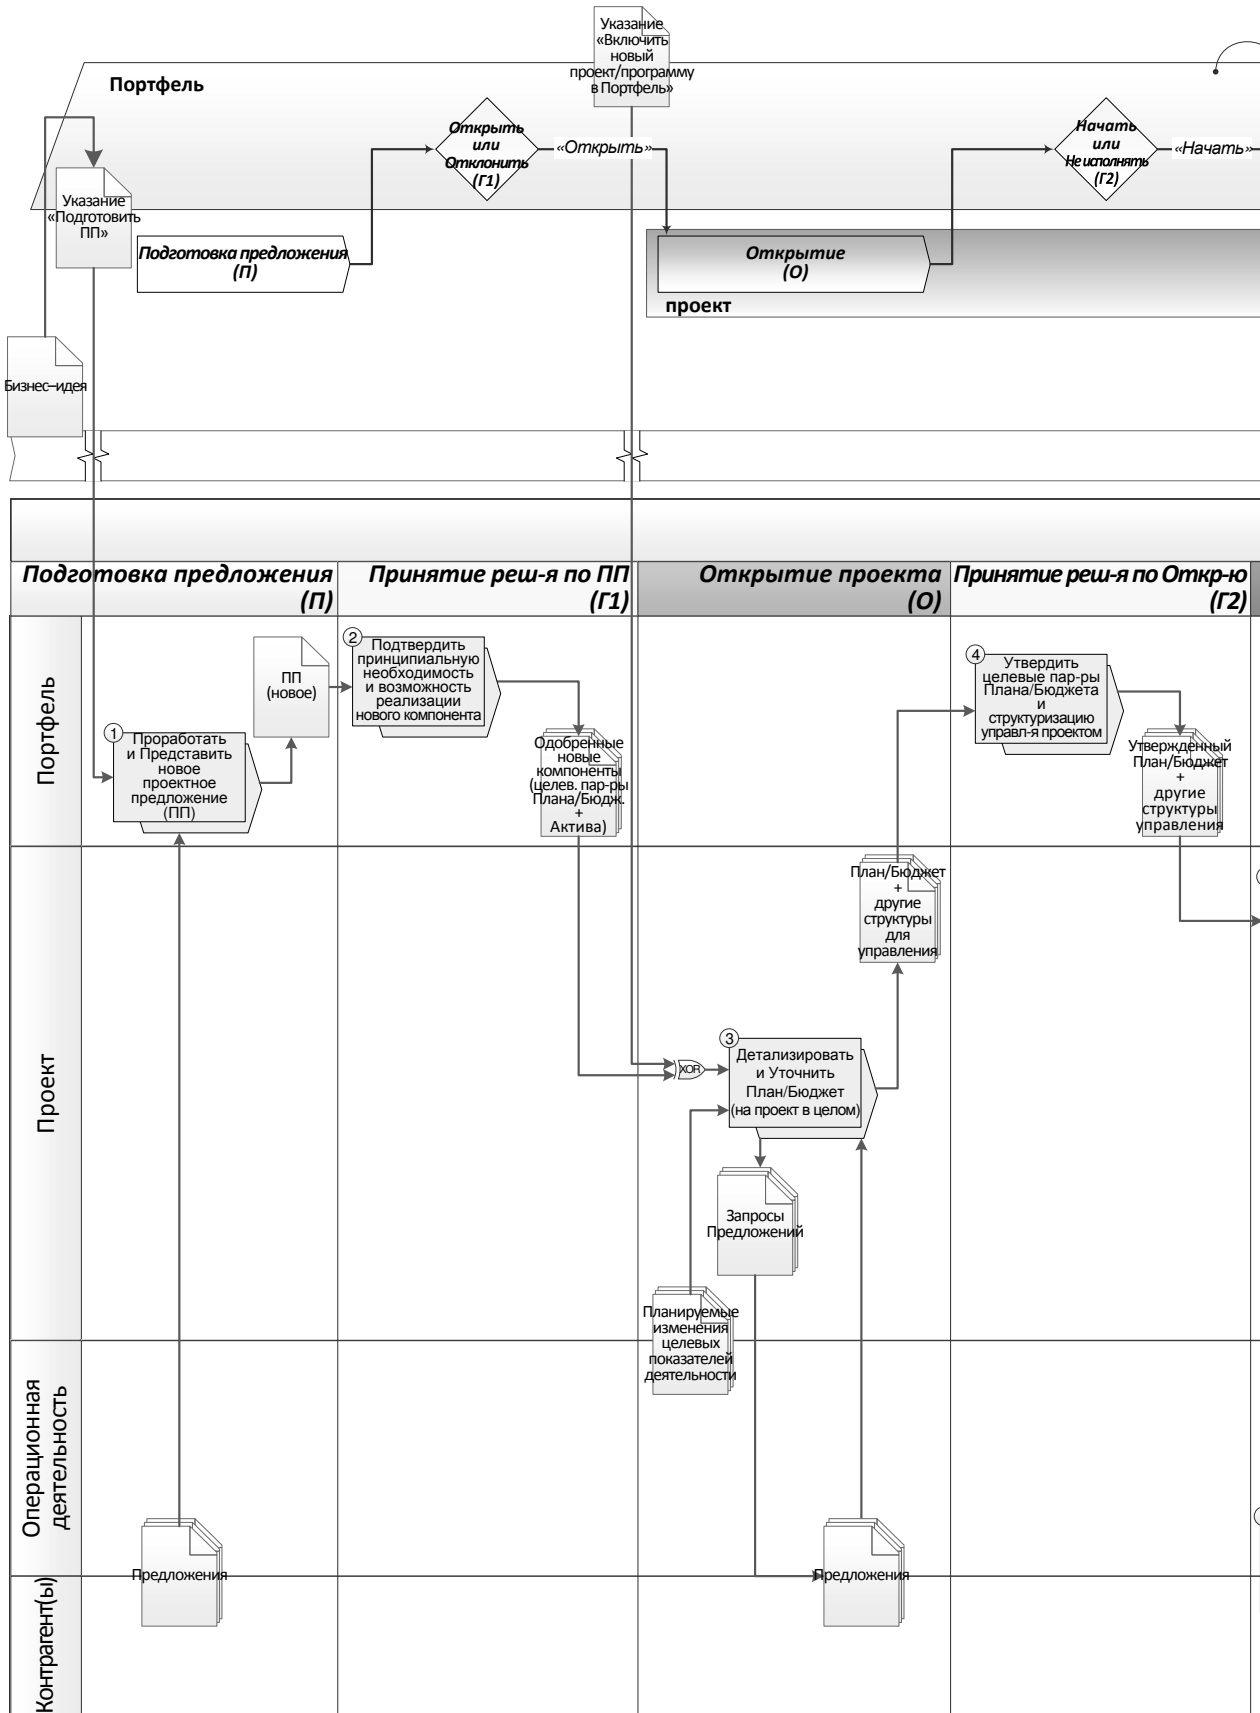 Указание
«Включить
новый
проект/программу
в Портфель»
Портфель
Открыть
или
Отклонить
(Г1)
«Открыть»
Начать
или
Не исполнять
(Г2)
«Начать»
Указание
«Подготовить
ПП»
Подготовка предложения
(П)
Открытие
(О)
проект
Бизнес–идея
Подготовка предложения
(П)
Принятие реш-я по ПП
(Г1)
Открытие проекта
(О)
Принятие реш-я по Откр-ю
(Г2)
Портфель
1
Проработать
и Представить
новое
проектное
предложение
(ПП)
ПП
(новое)
2
Подтвердить
принципиальную
необходимость
и возможность
реализации
нового компонента
Одобренные
новые
компоненты
(целев. пар-ры
Плана/Бюдж.
+
Актива)
4
Утвердить
целевые пар-ры
Плана/Бюджета
и
структуризацию
управл-я проектом
Утвержденный
План/Бюджет
+
другие
структуры
управления
Проект
План/Бюджет
+
другие
структуры
для
управления
XOR
3
Детализировать
и Уточнить
План/Бюджет
(на проект в целом)
Запросы
Предложений
Планируемые
изменения
целевых
показателей
деятельности
Операционная
деятельность
Предложения
Предложения
Контрагент(ы)